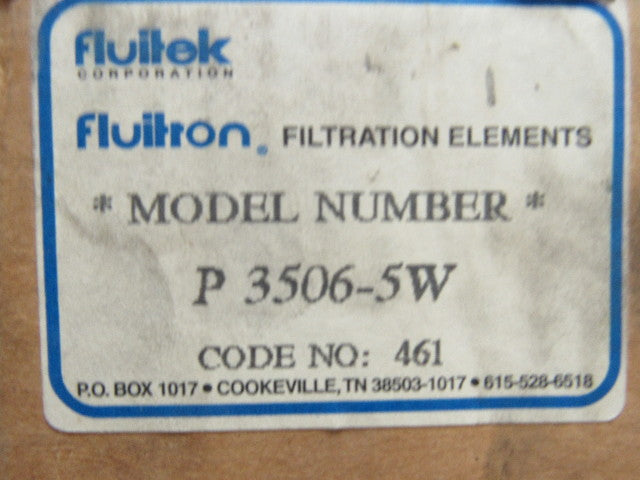 Fluitek
CORPORATION
Fluitron® FILTRATION ELEMENTS
* MODEL NUMBER *
P 3506-5W
CODE NO: 461
P.O. BOX 1017 • COOKEVILLE, TN 38503-1017 • 615-528-6518